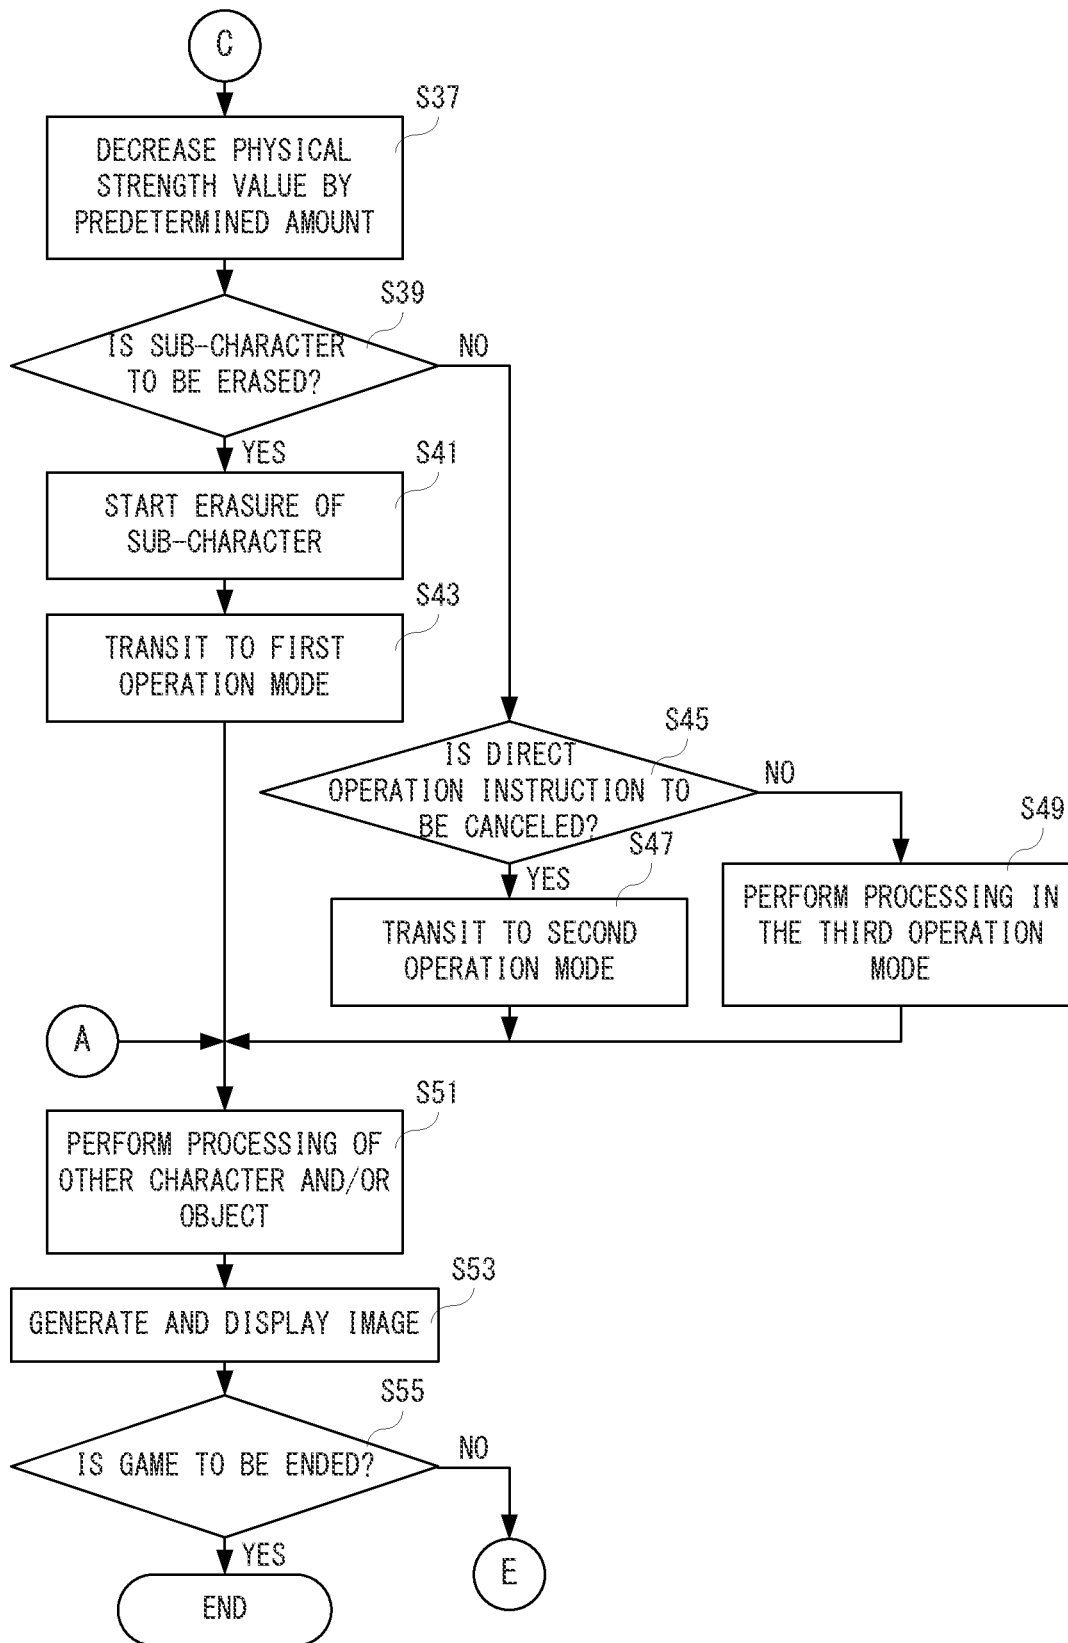 C
S37
DECREASE PHYSICAL
STRENGTH VALUE BY
PREDETERMINED AMOUNT
S39
IS SUB-CHARACTER
TO BE ERASED?
NO
YES
S41
START ERASURE OF
SUB-CHARACTER
S43
TRANSIT TO FIRST
OPERATION MODE
S45
IS DIRECT
OPERATION INSTRUCTION TO
BE CANCELED?
NO
YES
S47
TRANSIT TO SECOND
OPERATION MODE
S49
PERFORM PROCESSING IN
THE THIRD OPERATION
MODE
A
S51
PERFORM PROCESSING OF
OTHER CHARACTER AND/OR
OBJECT
S53
GENERATE AND DISPLAY IMAGE
S55
IS GAME TO BE ENDED?
NO
YES
E
END